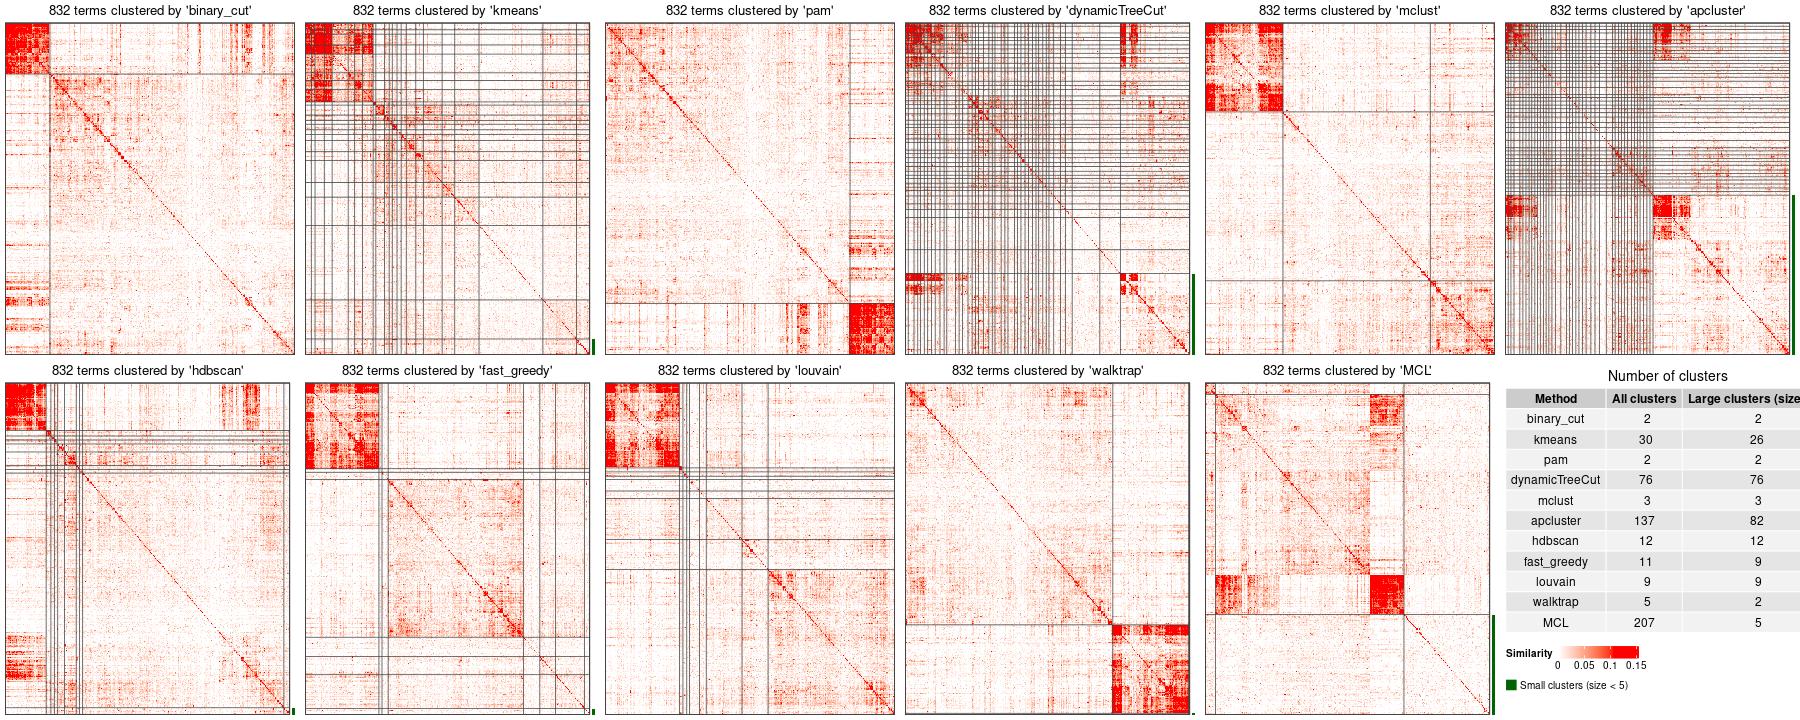 832 terms clustered by 'binary_cut'
832 terms clustered by 'kmeans'
832 terms clustered by 'pam'
832 terms clustered by 'dynamicTreeCut'
832 terms clustered by 'mclust'
832 terms clustered by 'apcluster'
832 terms clustered by 'hdbscan'
832 terms clustered by 'fast_greedy'
832 terms clustered by 'louvain'
832 terms clustered by 'walktrap'
832 terms clustered by 'MCL'
Number of clusters
Method All clusters Large clusters (size
binary_cut 2 2
kmeans 30 26
pam 2 2
dynamicTreeCut 76 76
mclust 3 3
apcluster 137 82
hdbscan 12 12
fast_greedy 11 9
louvain 9 9
walktrap 5 2
MCL 207 5
Similarity
0 0.05 0.1 0.15
Small clusters (size < 5)